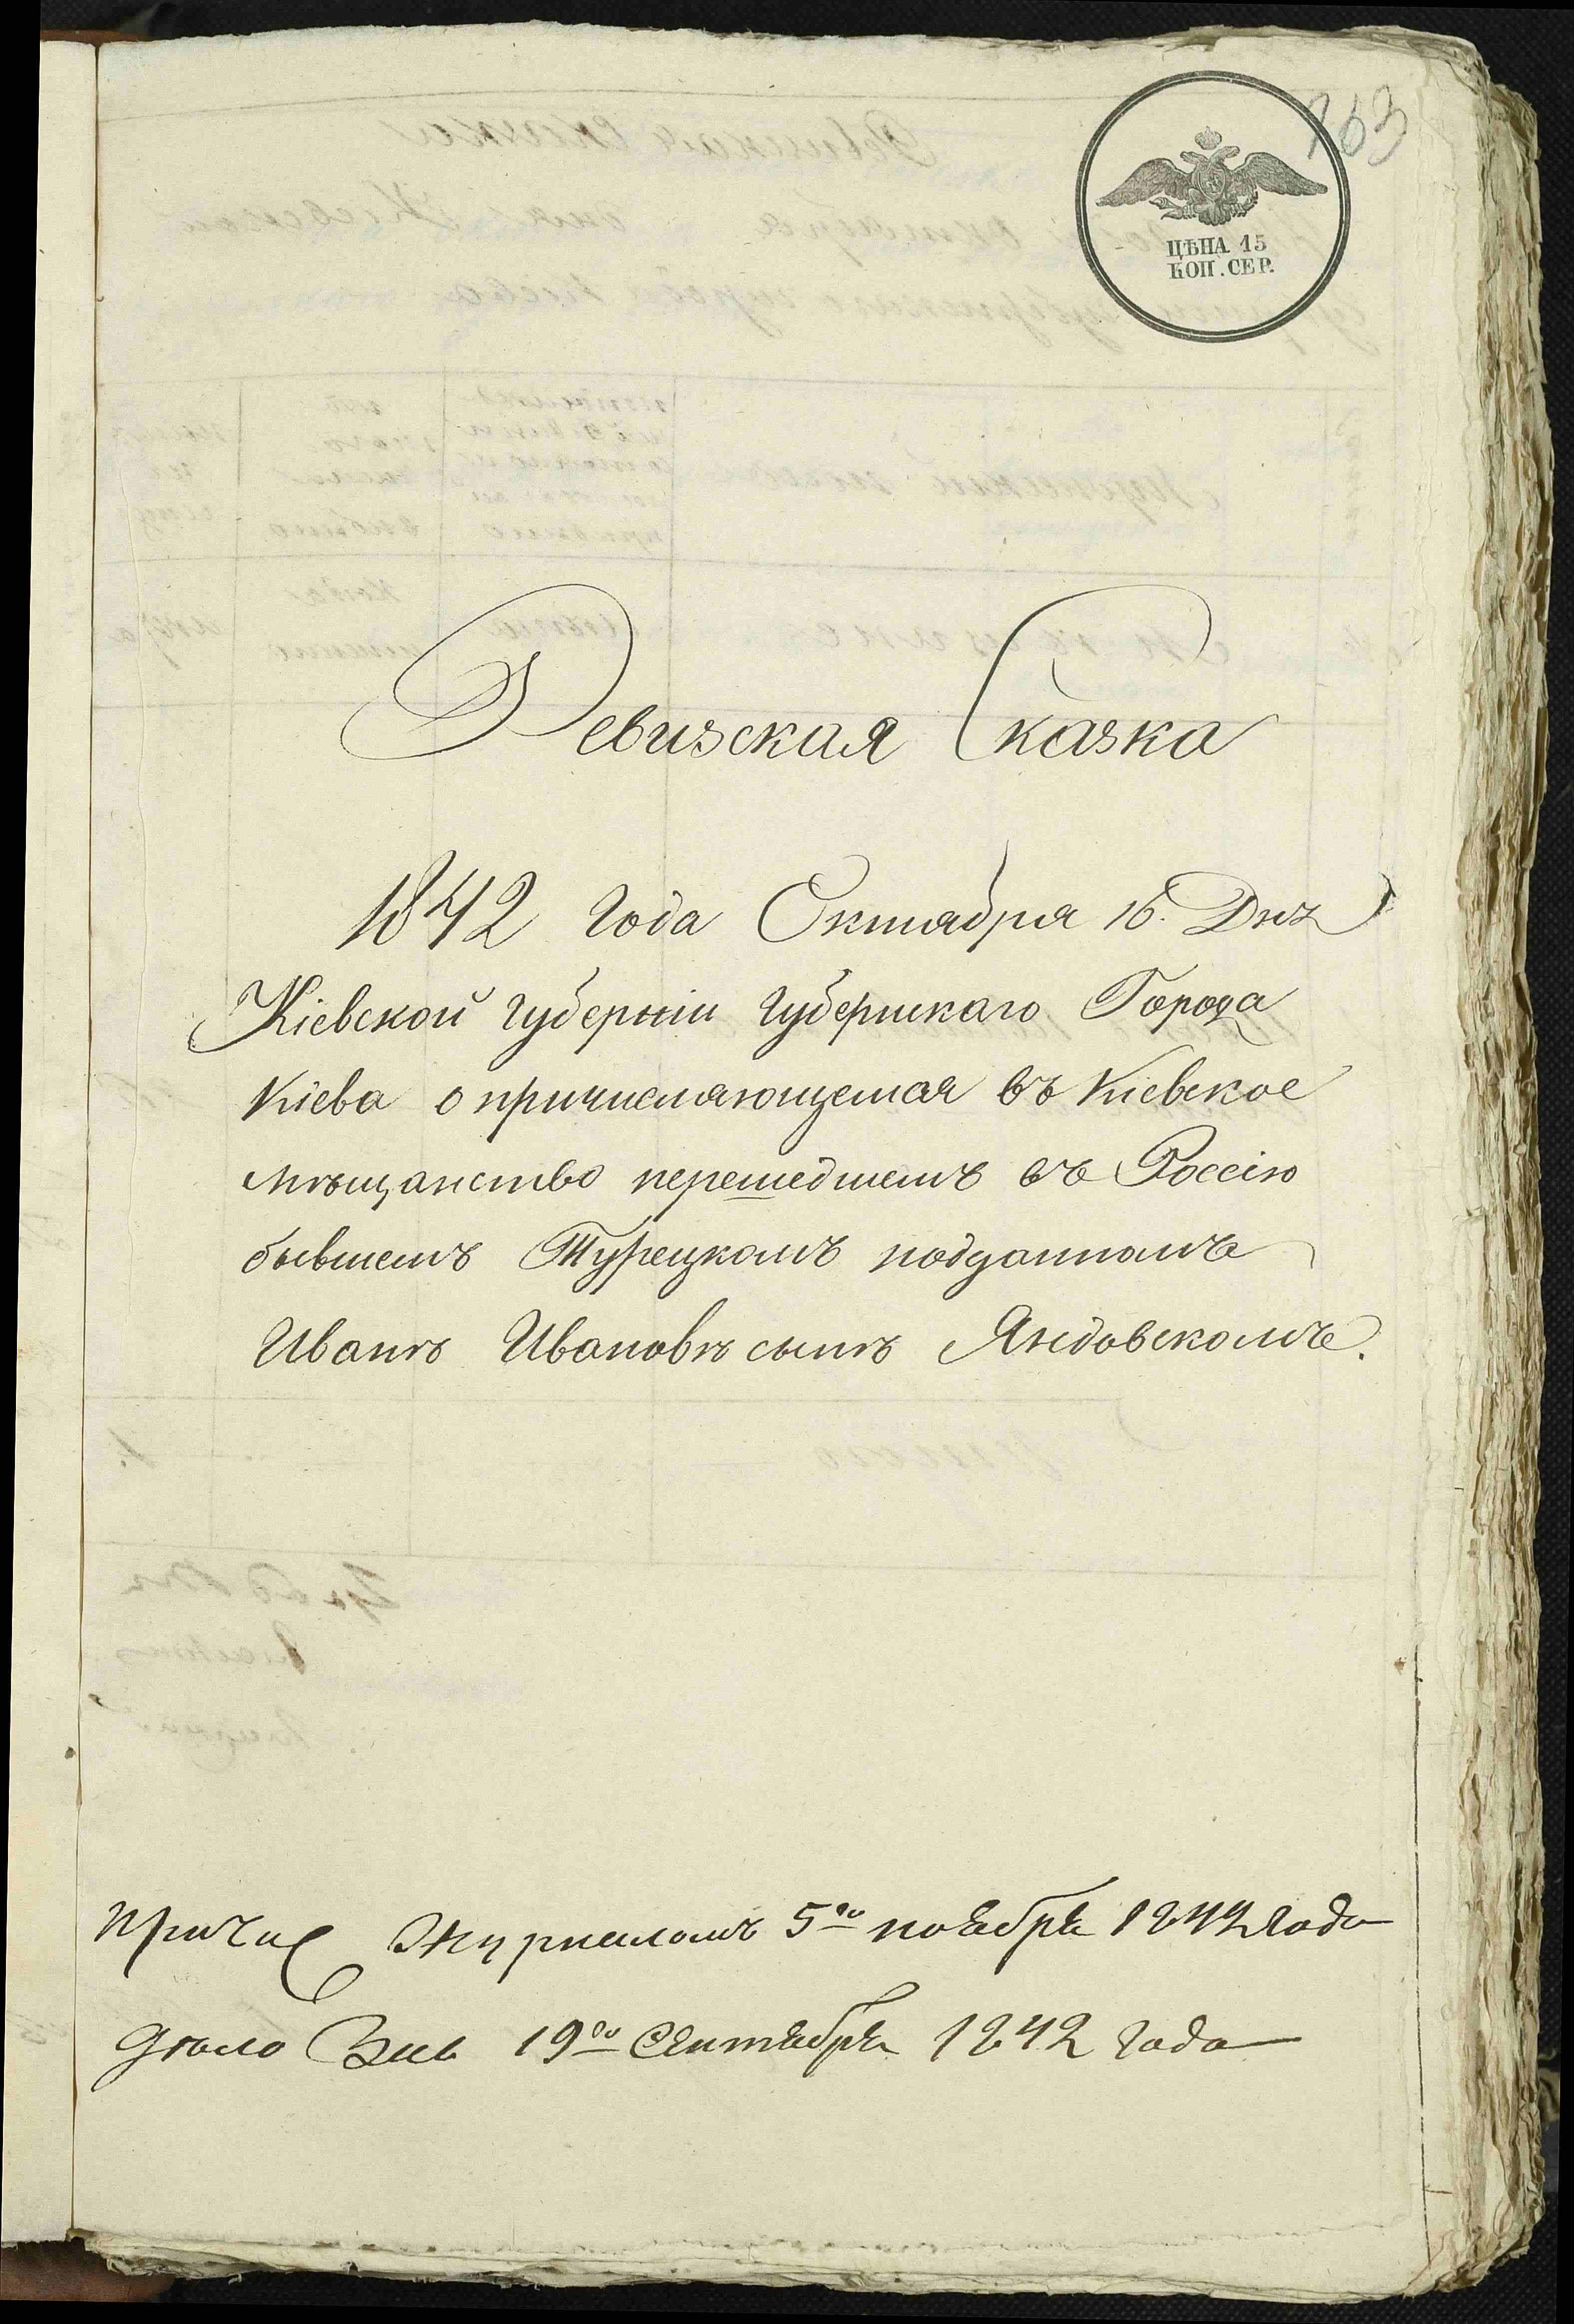 763
ЦѢНА 15
КОП. СЕР.
Ревизская Сказка
1842 Года Октября 16. Дня
Кіевской губерніи губернскаго Города
Кіева о причисляющемся въ Кіевское
мѣщанство перешедшемъ въ Россію
бывшемъ Турецкомъ подданномъ
Иванѣ Ивановѣ сынѣ Яндовскомъ.
Причис Журналомъ 5го ноября 1842 года
дѣло 19го Сентября 1842 года